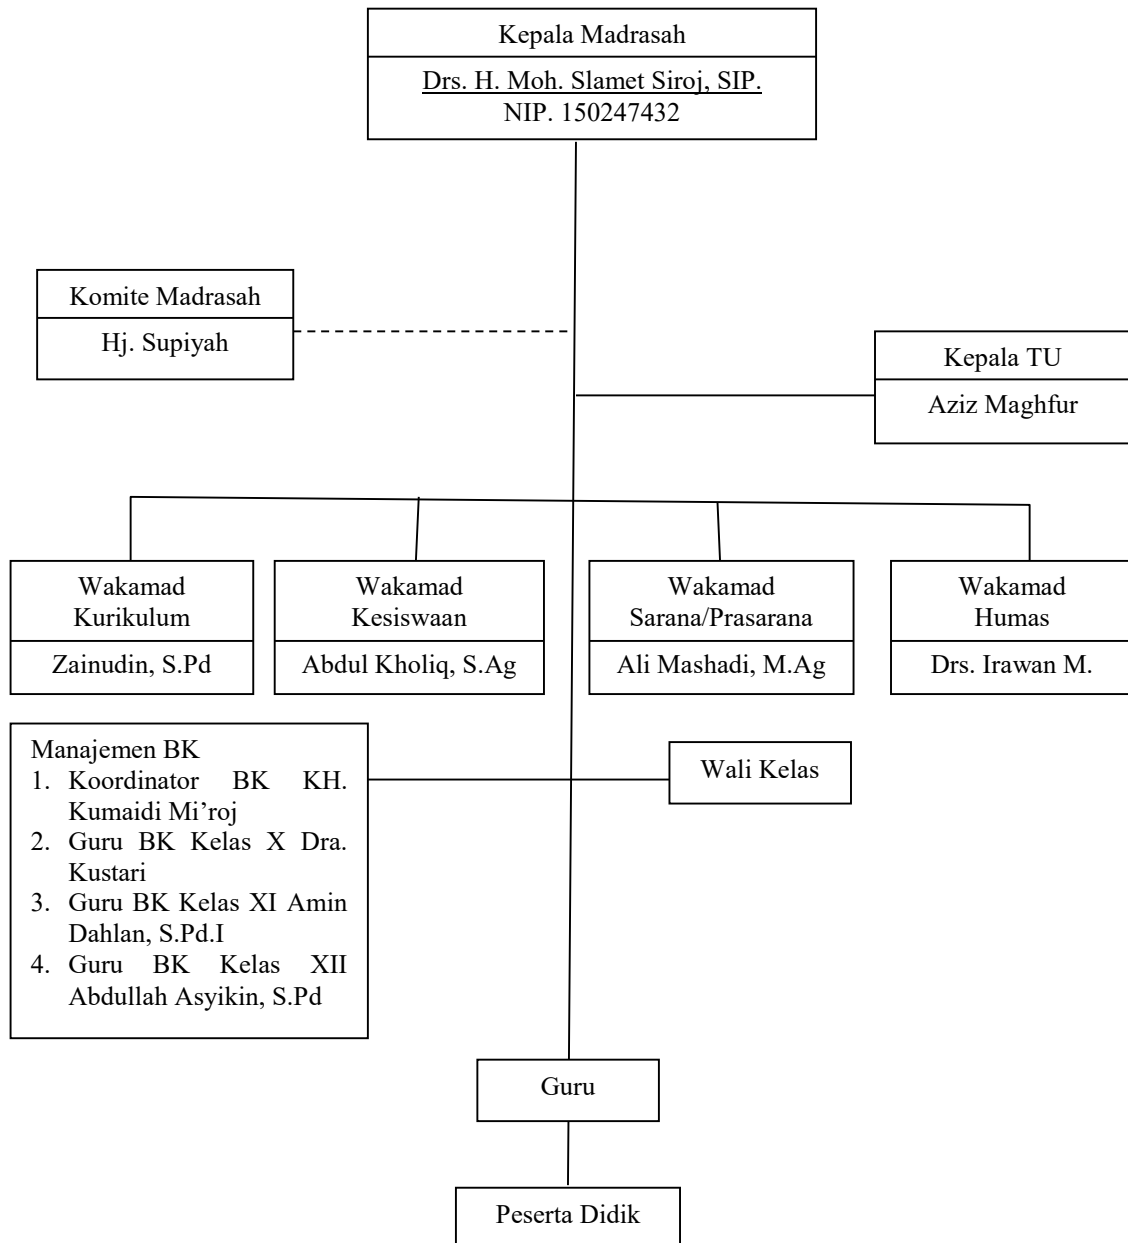 Kepala Madrasah
Drs. H. Moh. Slamet Siroj, SIP.
NIP. 150247432
Komite Madrasah
Hj. Supiyah
Kepala TU
Aziz Maghfur
Wakamad
Kurikulum
Zainudin, S.Pd
Wakamad
Kesiswaan
Abdul Kholiq, S.Ag
Wakamad
Sarana/Prasarana
Ali Mashadi, M.Ag
Wakamad
Humas
Drs. Irawan M.
Manajemen BK
1. Koordinator BK KH.
Kumaidi Mi’roj
2. Guru BK Kelas X Dra.
Kustari
3. Guru BK Kelas XI Amin
Dahlan, S.Pd.I
4. Guru BK Kelas XII
Abdullah Asyikin, S.Pd
Wali Kelas
Guru
Peserta Didik